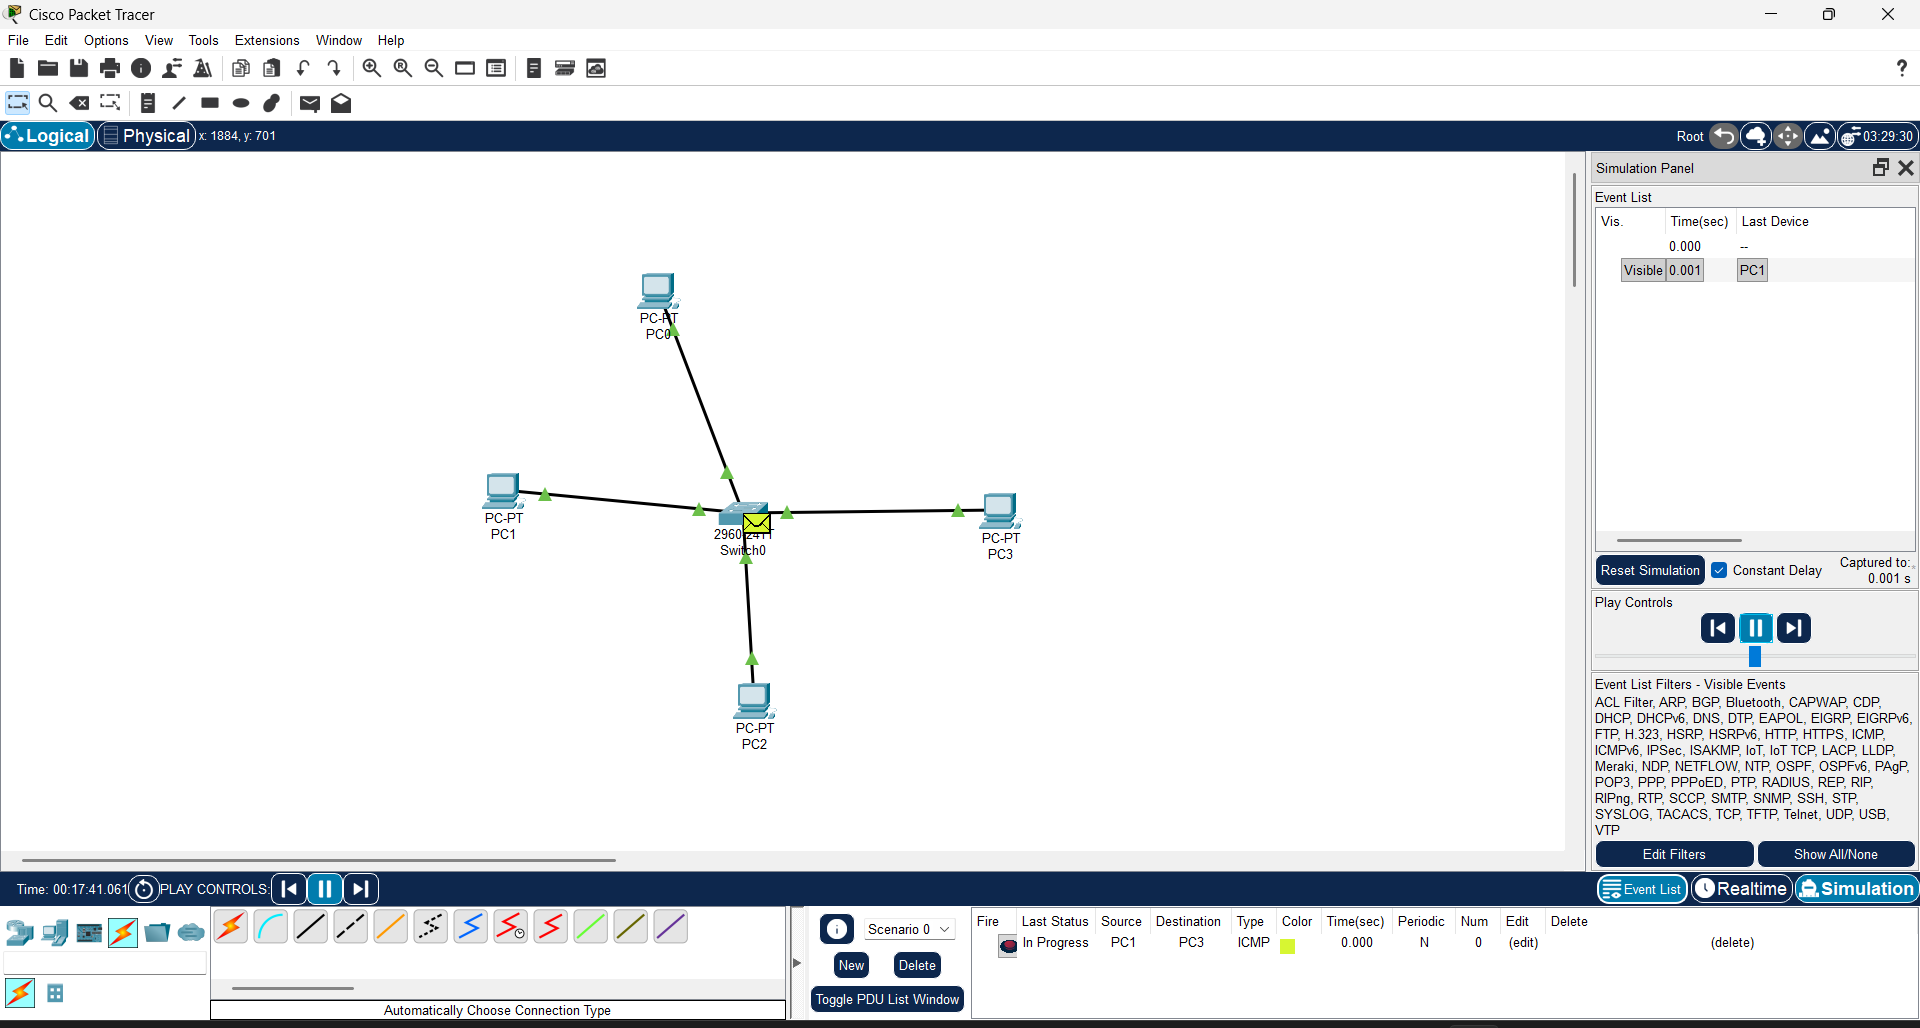 Cisco Packet Tracer
File Edit Options View Tools Extensions Window Help
?
Logical Physical x: 1884, y: 701 Root 03:29:30
Simulation Panel
Event List
Vis. Time(sec) Last Device
0.000 --
Visible 0.001 PC1
PC-PT
PC0
PC-PT
PC1
2960-24TT
Switch0
PC-PT
PC3
PC-PT
PC2
Reset Simulation Constant Delay Captured to:
0.001 s
Play Controls
Event List Filters - Visible Events
ACL Filter, ARP, BGP, Bluetooth, CAPWAP, CDP,
DHCP, DHCPv6, DNS, DTP, EAPOL, EIGRP, EIGRPv6,
FTP, H.323, HSRP, HSRPv6, HTTP, HTTPS, ICMP,
ICMPv6, IPSec, ISAKMP, IoT, IoT TCP, LACP, LLDP,
Meraki, NDP, NETFLOW, NTP, OSPF, OSPFv6, PAgP,
POP3, PPP, PPPoED, PTP, RADIUS, REP, RIP,
RIPng, RTP, SCCP, SMTP, SNMP, SSH, STP,
SYSLOG, TACACS, TCP, TFTP, Telnet, UDP, USB,
VTP
Edit Filters Show All/None
Time: 00:17:41.061 PLAY CONTROLS: Event List Realtime Simulation
Scenario 0
New Delete
Toggle PDU List Window
Fire Last Status Source Destination Type Color Time(sec) Periodic Num Edit Delete
In Progress PC1 PC3 ICMP 0.000 N 0 (edit) (delete)
Automatically Choose Connection Type